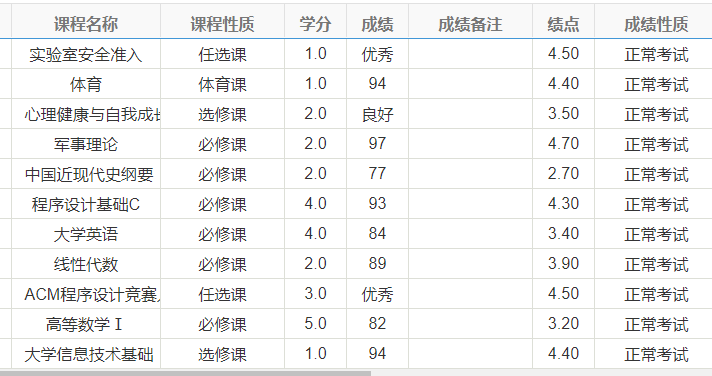 课程名称 课程性质 学分 成绩 成绩备注 绩点 成绩性质
实验室安全准入 任选课 1.0 优秀 4.50 正常考试
体育 体育课 1.0 94 4.40 正常考试
心理健康与自我成长 选修课 2.0 良好 3.50 正常考试
军事理论 必修课 2.0 97 4.70 正常考试
中国近现代史纲要 必修课 2.0 77 2.70 正常考试
程序设计基础C 必修课 4.0 93 4.30 正常考试
大学英语 必修课 4.0 84 3.40 正常考试
线性代数 必修课 2.0 89 3.90 正常考试
ACM程序设计竞赛 任选课 3.0 优秀 4.50 正常考试
高等数学Ⅰ 必修课 5.0 82 3.20 正常考试
大学信息技术基础 选修课 1.0 94 4.40 正常考试